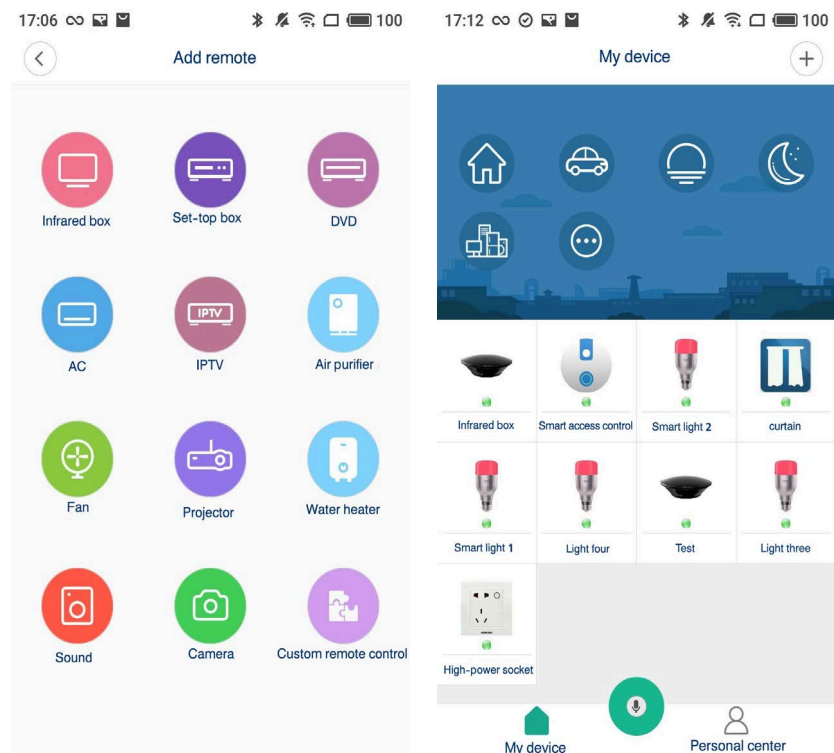 17:06
100
Add remote
Infrared box
Set-top box
DVD
AC
IPTV
IPTV
Air purifier
Fan
Projector
Water heater
Sound
Camera
Custom remote control
17:12
100
My device
Infrared box
Smart access control
Smart light 2
curtain
Smart light 1
Light four
Test
Light three
High-power socket
My device
Personal center